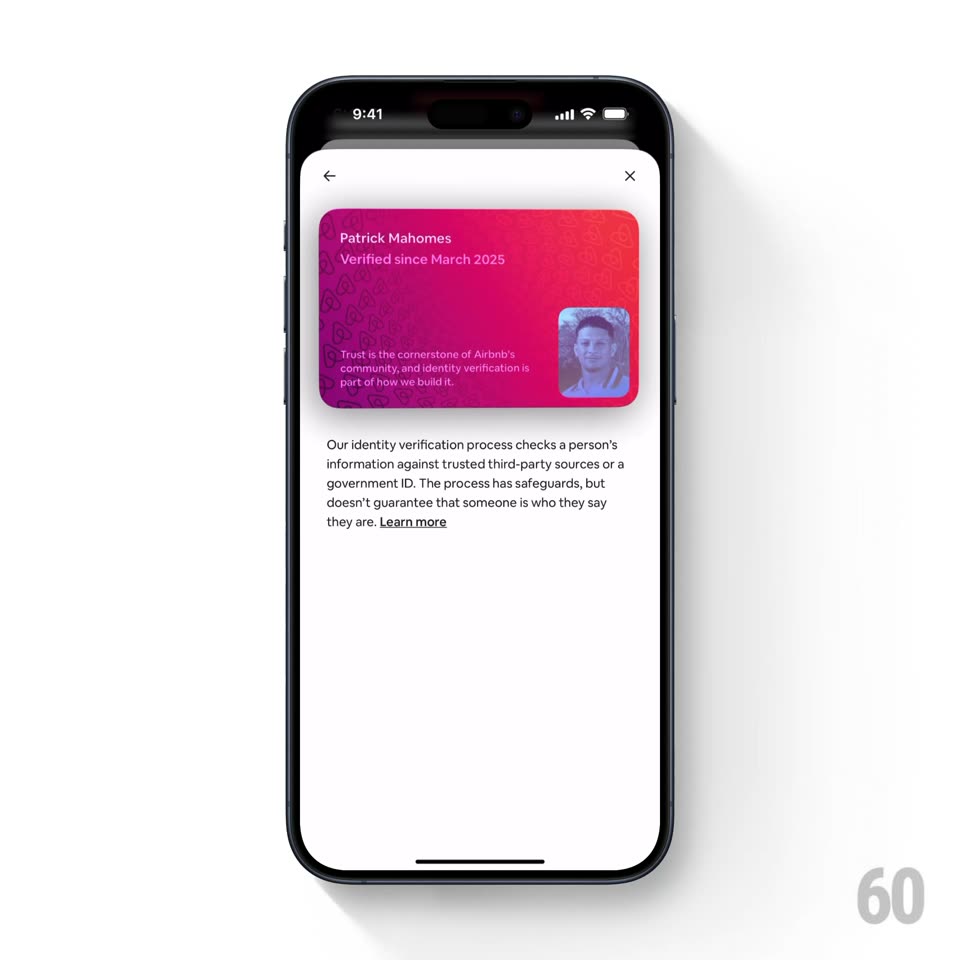 9:41
Patrick Mahomes
Verified since March 2025
Trust is the cornerstone of Airbnb's
community, and identity verification is
part of how we build it.
Our identity verification process checks a person's
information against trusted third-party sources or a
government ID. The process has safeguards, but
doesn't guarantee that someone is who they say
they are. Learn more
60